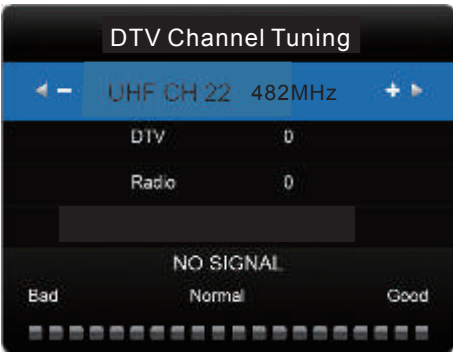 DTV Channel Tuning
UHF CH 22 482MHz
DTV 0
Radio 0
NO SIGNAL
Bad Normal Good